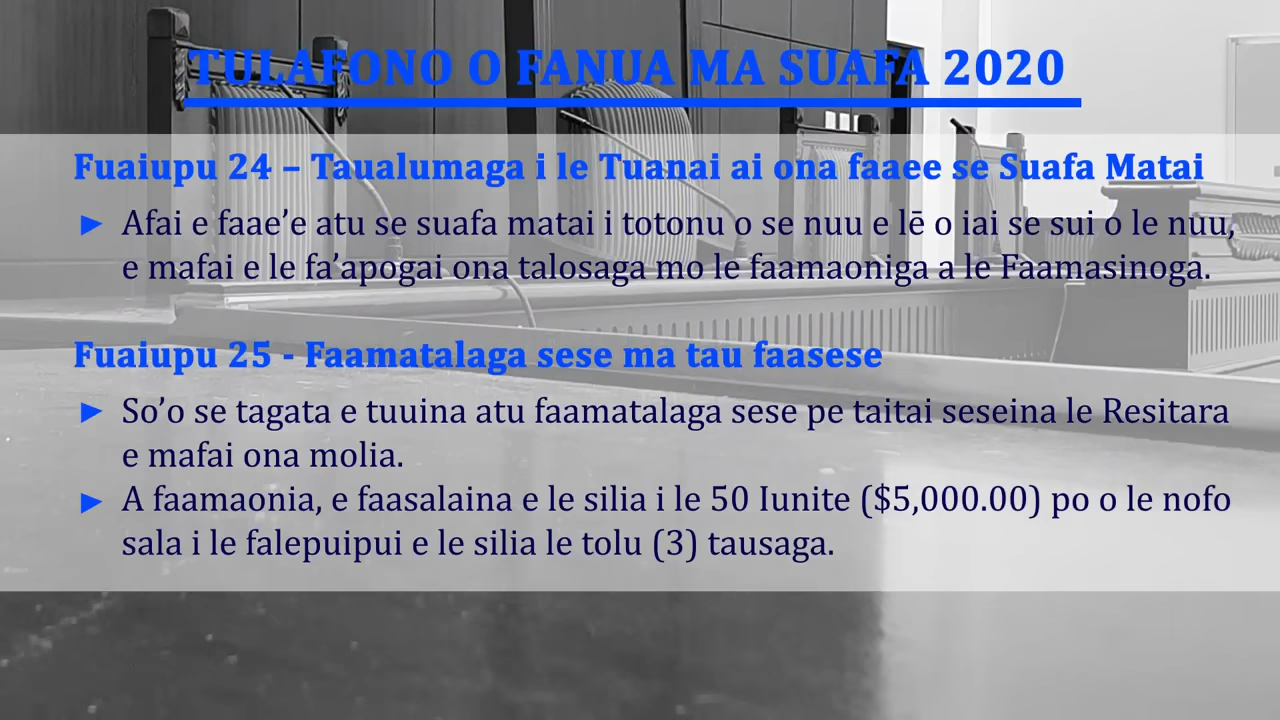 TULAFONO O FANUA MA SUAFA 2020
Fuaiupu 24 – Taualumaga i le Tuanai ai ona faaee se Suafa Matai
► Afai e faae’e atu se suafa matai i totonu o se nuu e lē o iai se sui o le nuu,
e mafai e le fa’apogai ona talosaga mo le faamaoniga a le Faamasinoga.
Fuaiupu 25 - Faamatalaga sese ma tau faasese
► So’o se tagata e tuuina atu faamatalaga sese pe taitai seseina le Resitara
e mafai ona molia.
► A faamaonia, e faasalaina e le silia i le 50 Iunite ($5,000.00) po o le nofo
sala i le falepuipui e le silia le tolu (3) tausaga.